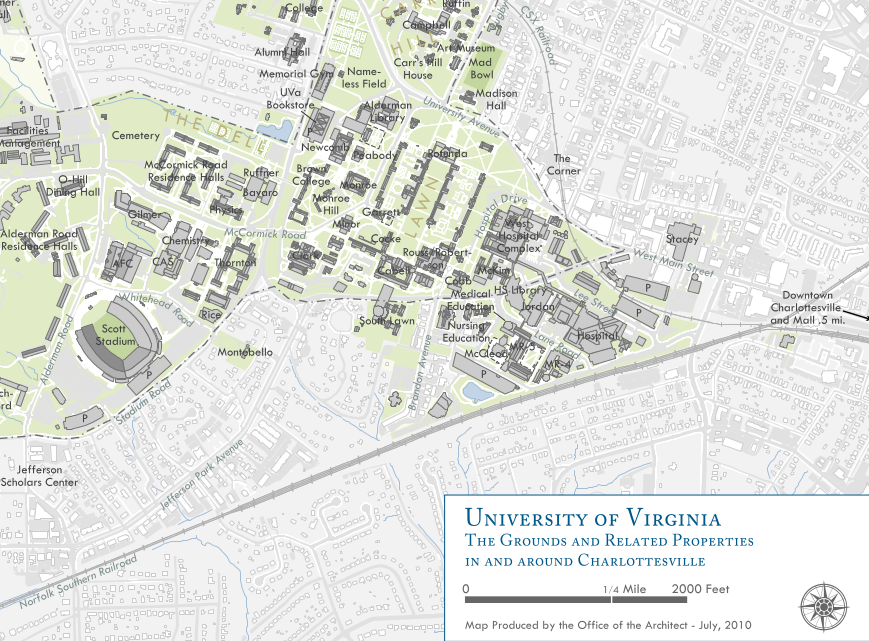 College
Ruffin
Campbell
Alumni Hall
Art Museum
Carr's Hill
House
Mad
Bowl
Memorial Gym
Name-
less Field
CSX Railroad
UVa
Bookstore
Madison
Hall
Alderman
Library
University Avenue
THE DELL
Cemetery
Facilities
Management
P
Newcomb
Peabody
Rotunda
The
Corner
McCormick Road
Residence Halls
Ruffner
Brown
College
Monroe
O-Hill
Dining Hall
Bavaro
Monroe
Hill
LAWN
Hospital Drive
Gilmer
Physics
Garrett
Minor
West
Hospital
Complex
Alderman Road
Residence Halls
McCormick Road
Chemistry
Cocke
Stacey
Rouss
Robert-
son
West Main Street
AFC
CAS
Thornton
Clark
Cabell
McKim
Cobb
HS Library
Lee Street
P
Downtown
Charlottesville
and Mall .5 mi.
Whitehead Road
Medical
Education
Jordan
P
Rice
South Lawn
Scott
Stadium
Nursing
Education
Hospital
Lane Road
Montebello
McLeod
MR-5
MR-4
Alderman Road
P
P
Brandon Avenue
P
Stadium Road
Jefferson
Scholars Center
Jefferson Park Avenue
Norfolk Southern Railroad
University of Virginia
The Grounds and Related Properties
in and around Charlottesville
0 1/4 Mile 2000 Feet
Map Produced by the Office of the Architect - July, 2010